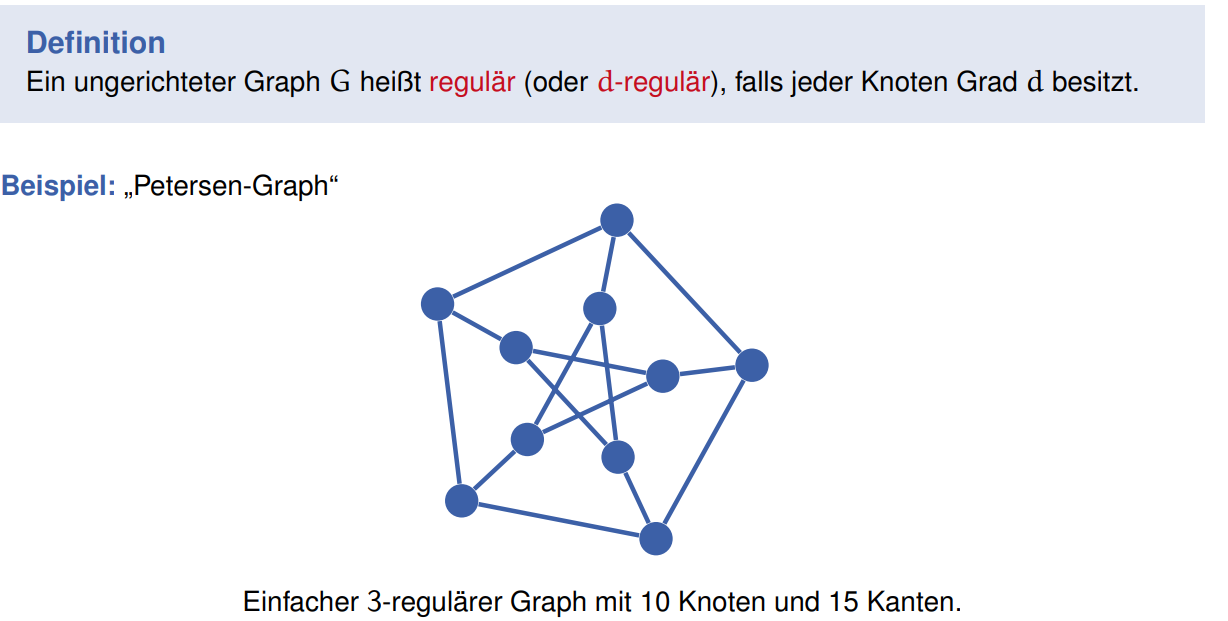 Definition
Ein ungerichteter Graph G heißt regulär (oder d-regulär), falls jeder Knoten Grad d besitzt.
Beispiel: „Petersen-Graph“
Einfacher 3-regulärer Graph mit 10 Knoten und 15 Kanten.